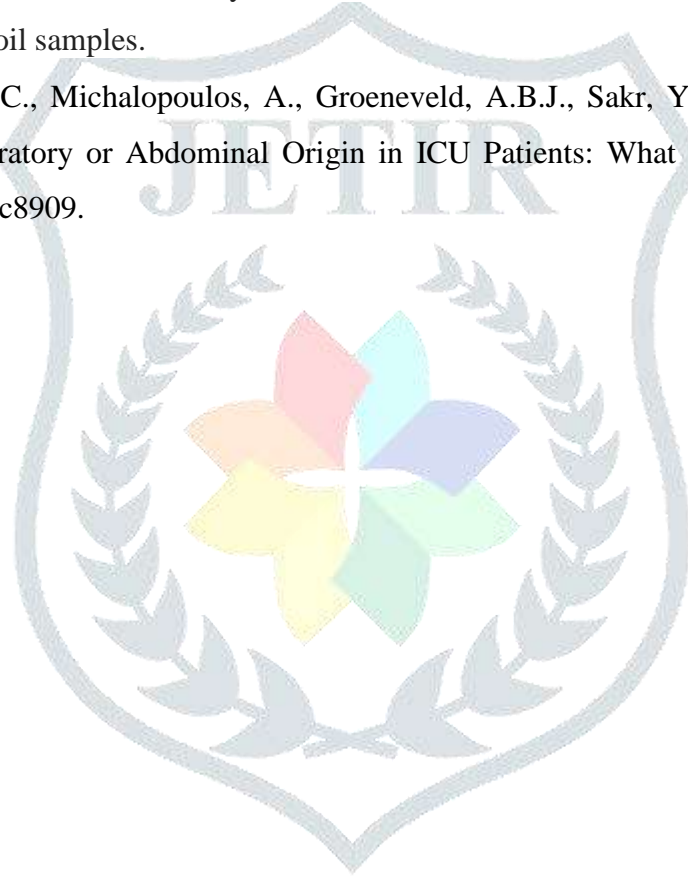 oil samples.
C., Michalopoulos, A., Groeneveld, A.B.J., Sakr, Y
ratory or Abdominal Origin in ICU Patients: What
c8909.
JETIR